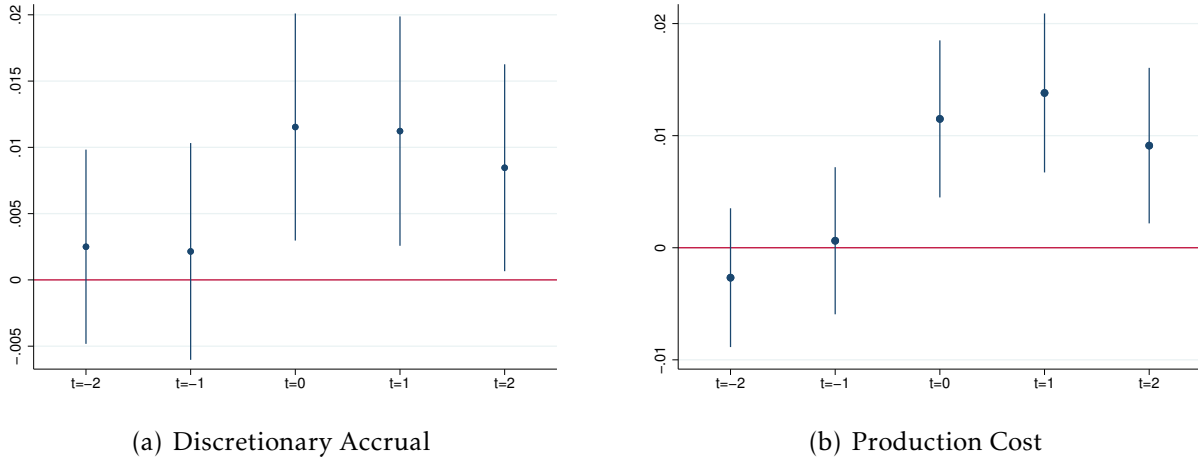 .02
.015
.01
.005
0
-.005
t=-2 t=-1 t=0 t=1 t=2
(a) Discretionary Accrual
.02
.01
0
-.01
t=-2 t=-1 t=0 t=1 t=2
(b) Production Cost